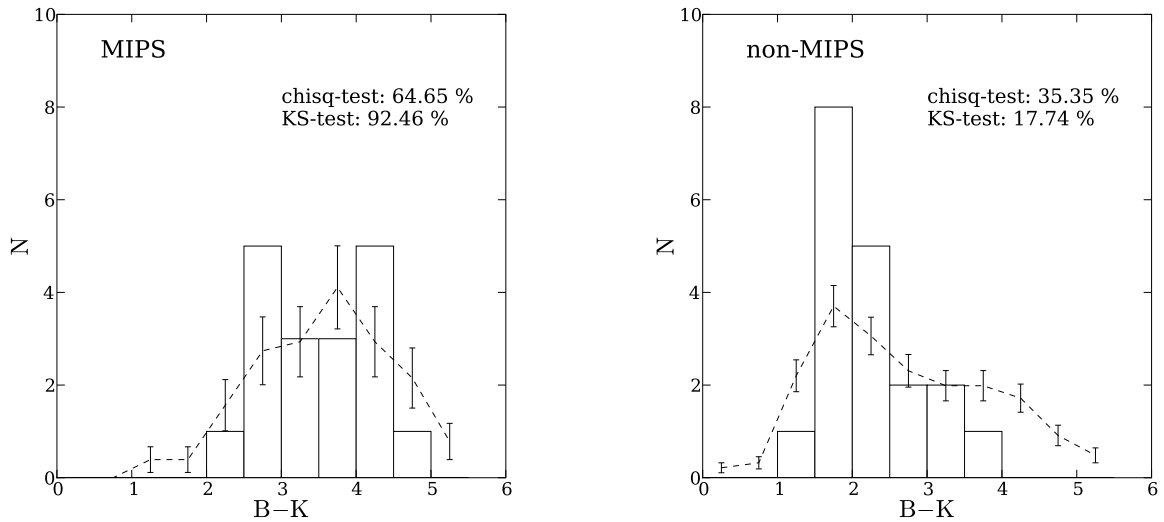 MIPS
chisq-test: 64.65 %
KS-test: 92.46 %
10
8
6
4
2
0
N
0 1 2 3 4 5 6
B−K
non-MIPS
chisq-test: 35.35 %
KS-test: 17.74 %
10
8
6
4
2
0
N
0 1 2 3 4 5 6
B−K